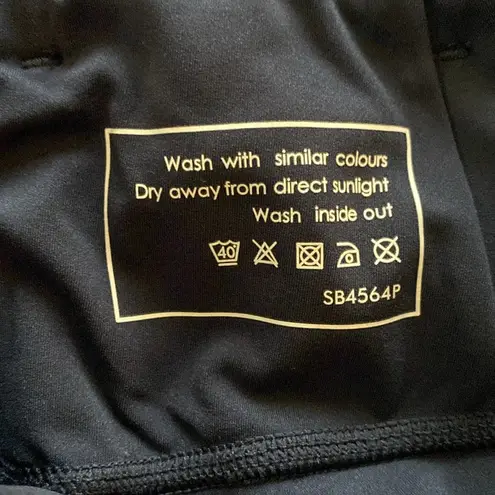 Wash with similar colours
Dry away from direct sunlight
Wash inside out
40
SB4564P